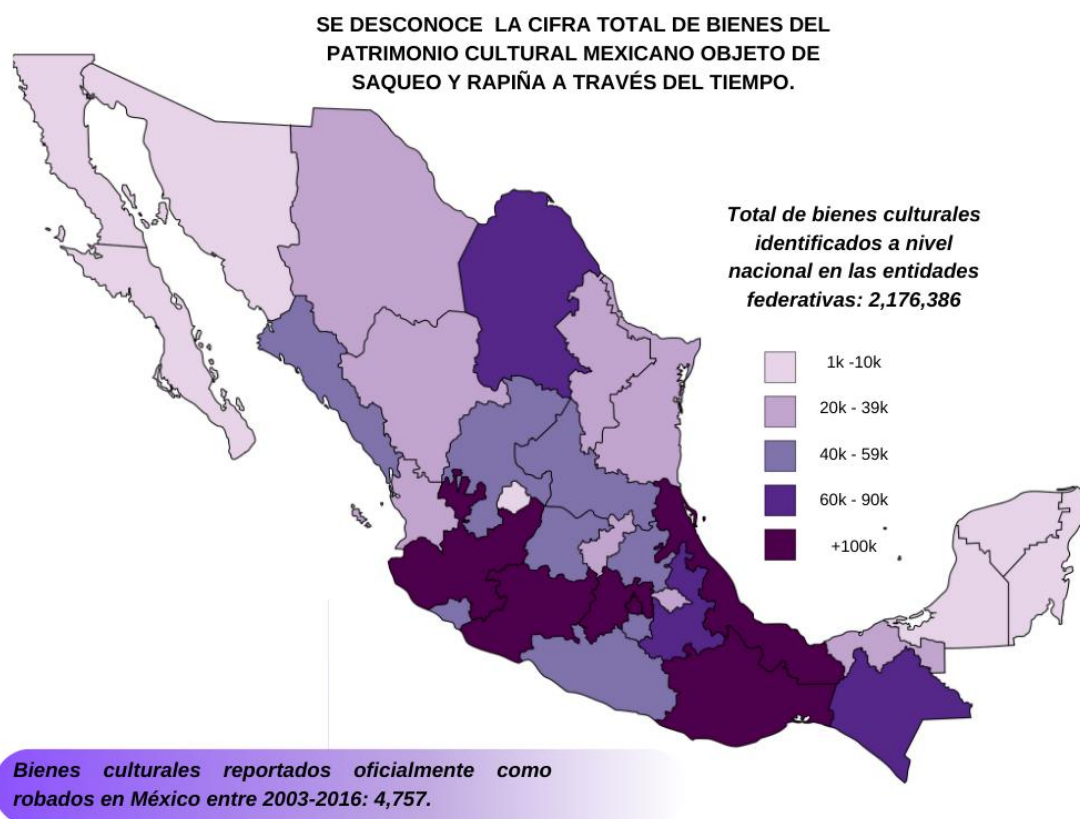 SE DESCONOCE LA CIFRA TOTAL DE BIENES DEL
PATRIMONIO CULTURAL MEXICANO OBJETO DE
SAQUEO Y RAPIÑA A TRAVÉS DEL TIEMPO.
Total de bienes culturales
identificados a nivel
nacional en las entidades
federativas: 2,176,386
1k -10k
20k - 39k
40k - 59k
60k - 90k
+100k
Bienes culturales reportados oficialmente como
robados en México entre 2003-2016: 4,757.